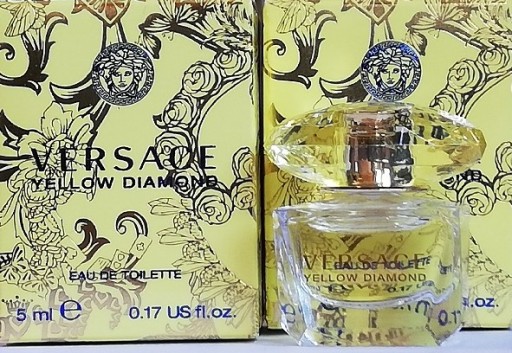 VERSACE
YELLOW DIAMOND
EAU DE TOILETTE
5 ml e 0.17 US fl.oz.
VERSACE
YELLOW DIAMOND